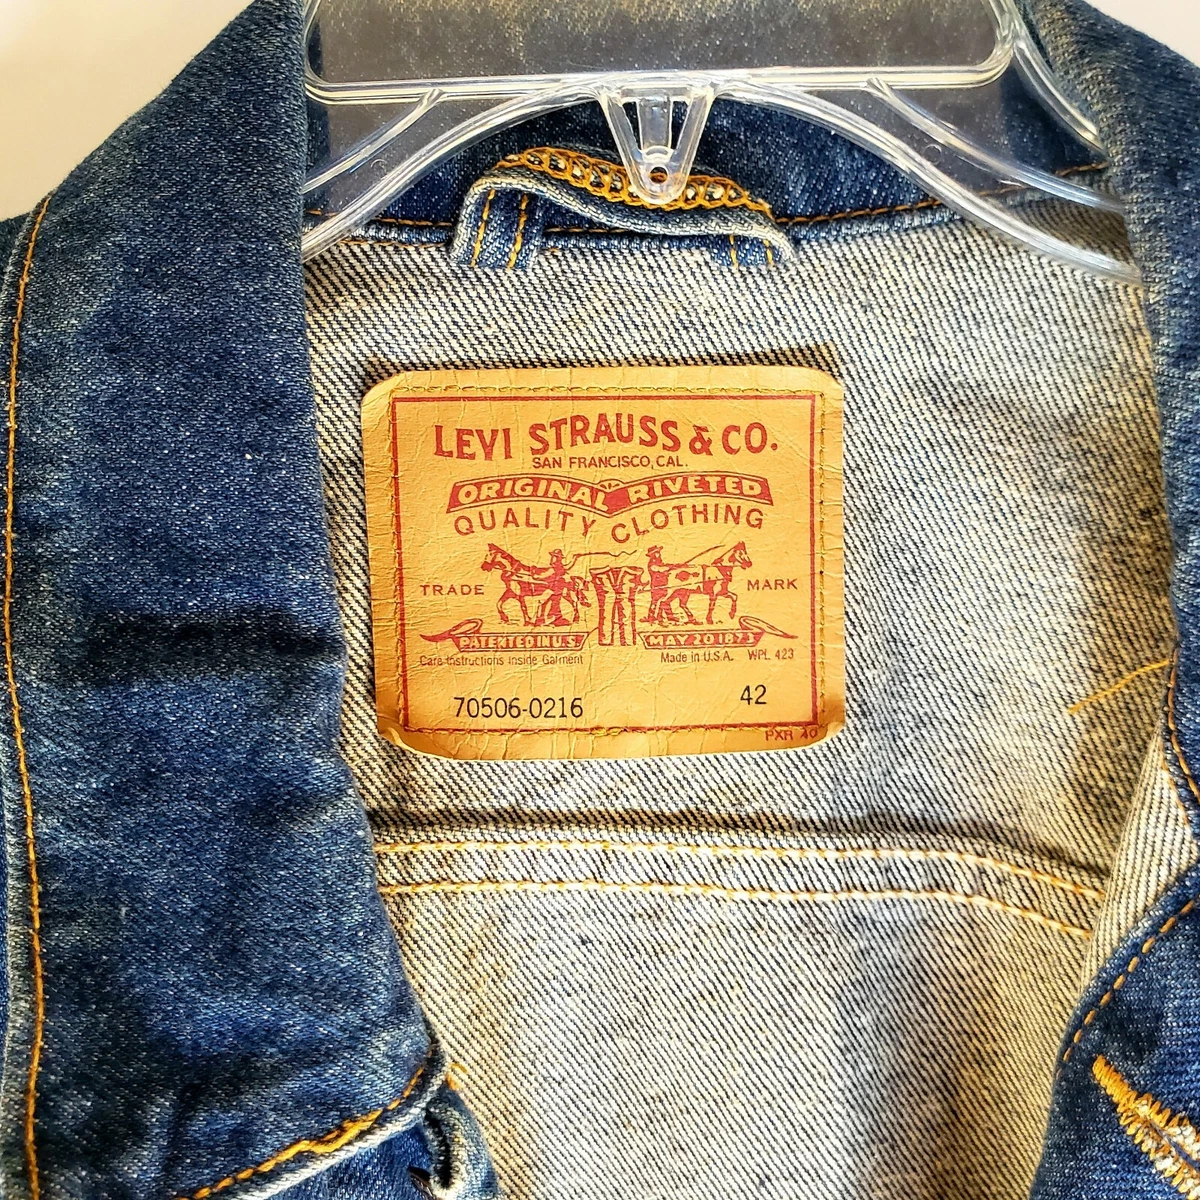 LEVI STRAUSS & CO.
SAN FRANCISCO, CAL.
ORIGINAL RIVETED
QUALITY CLOTHING
TRADE MARK
PATENTED IN U.S. MAY 20 1873
Care Instructions Inside Garment Made in U.S.A. WPL 423
70506-0216 42
PXR 40